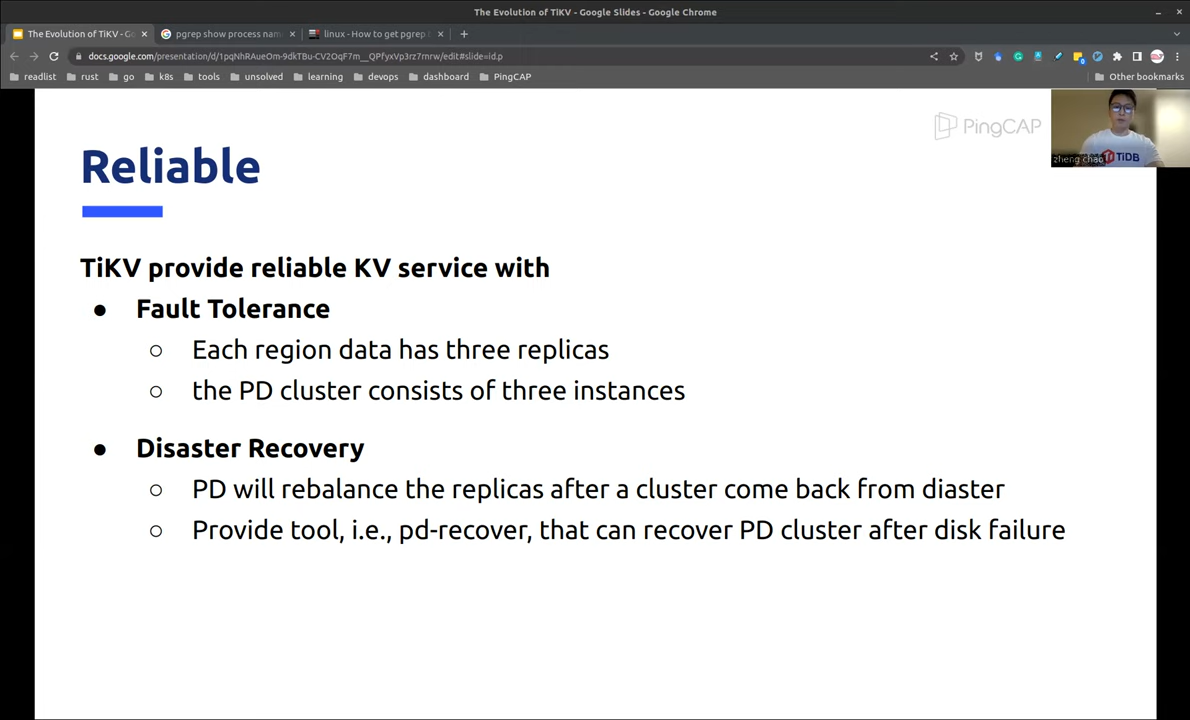 The Evolution of TiKV - Google Slides - Google Chrome
The Evolution of TiKV - Go
pgrep show process nam
linux - How to get pgrep
docs.google.com/presentation/d/1pqNhRAueOm-9dkTBu-CV2OqF7m__QPfyxVp3rz7mrw/edit#slide=id.p
readlist
rust
go
k8s
tools
unsolved
learning
devops
dashboard
PingCAP
Other bookmarks
PingCAP
TiDB
zheng chao
Reliable
TiKV provide reliable KV service with
● Fault Tolerance
○ Each region data has three replicas
○ the PD cluster consists of three instances
● Disaster Recovery
○ PD will rebalance the replicas after a cluster come back from diaster
○ Provide tool, i.e., pd-recover, that can recover PD cluster after disk failure